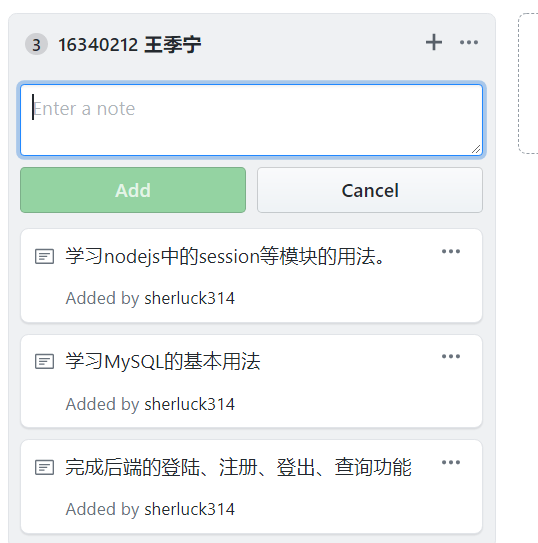 3 16340212 王季宁
Enter a note
Add Cancel
学习nodejs中的session等模块的用法。
Added by sherluck314
学习MySQL的基本用法
Added by sherluck314
完成后端的登陆、注册、登出、查询功能
Added by sherluck314